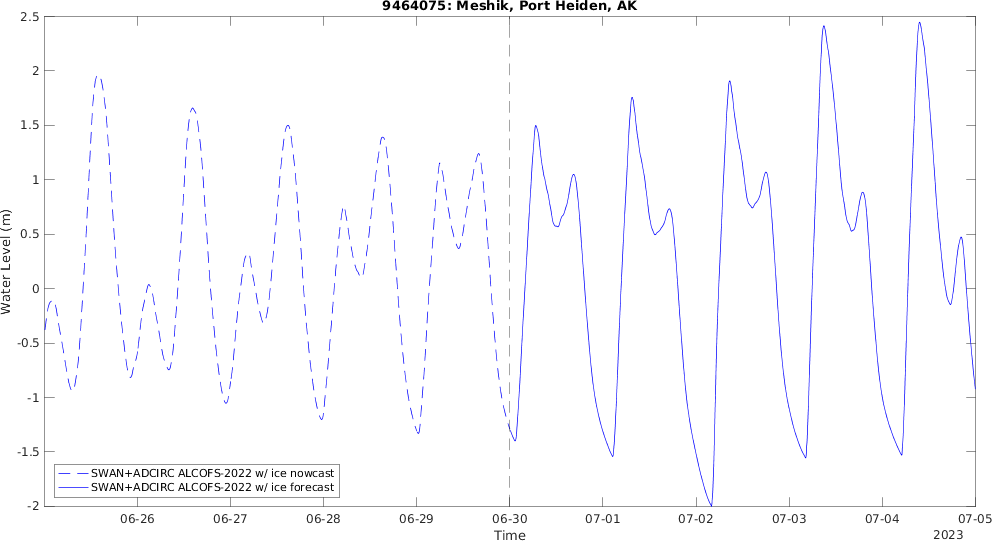 9464075: Meshik, Port Heiden, AK
2.5
2
1.5
1
0.5
0
-0.5
-1
-1.5
-2
Water Level (m)
SWAN+ADCIRC ALCOFS-2022 w/ ice nowcast
SWAN+ADCIRC ALCOFS-2022 w/ ice forecast
06-26 06-27 06-28 06-29 06-30 07-01 07-02 07-03 07-04 07-05
Time
2023